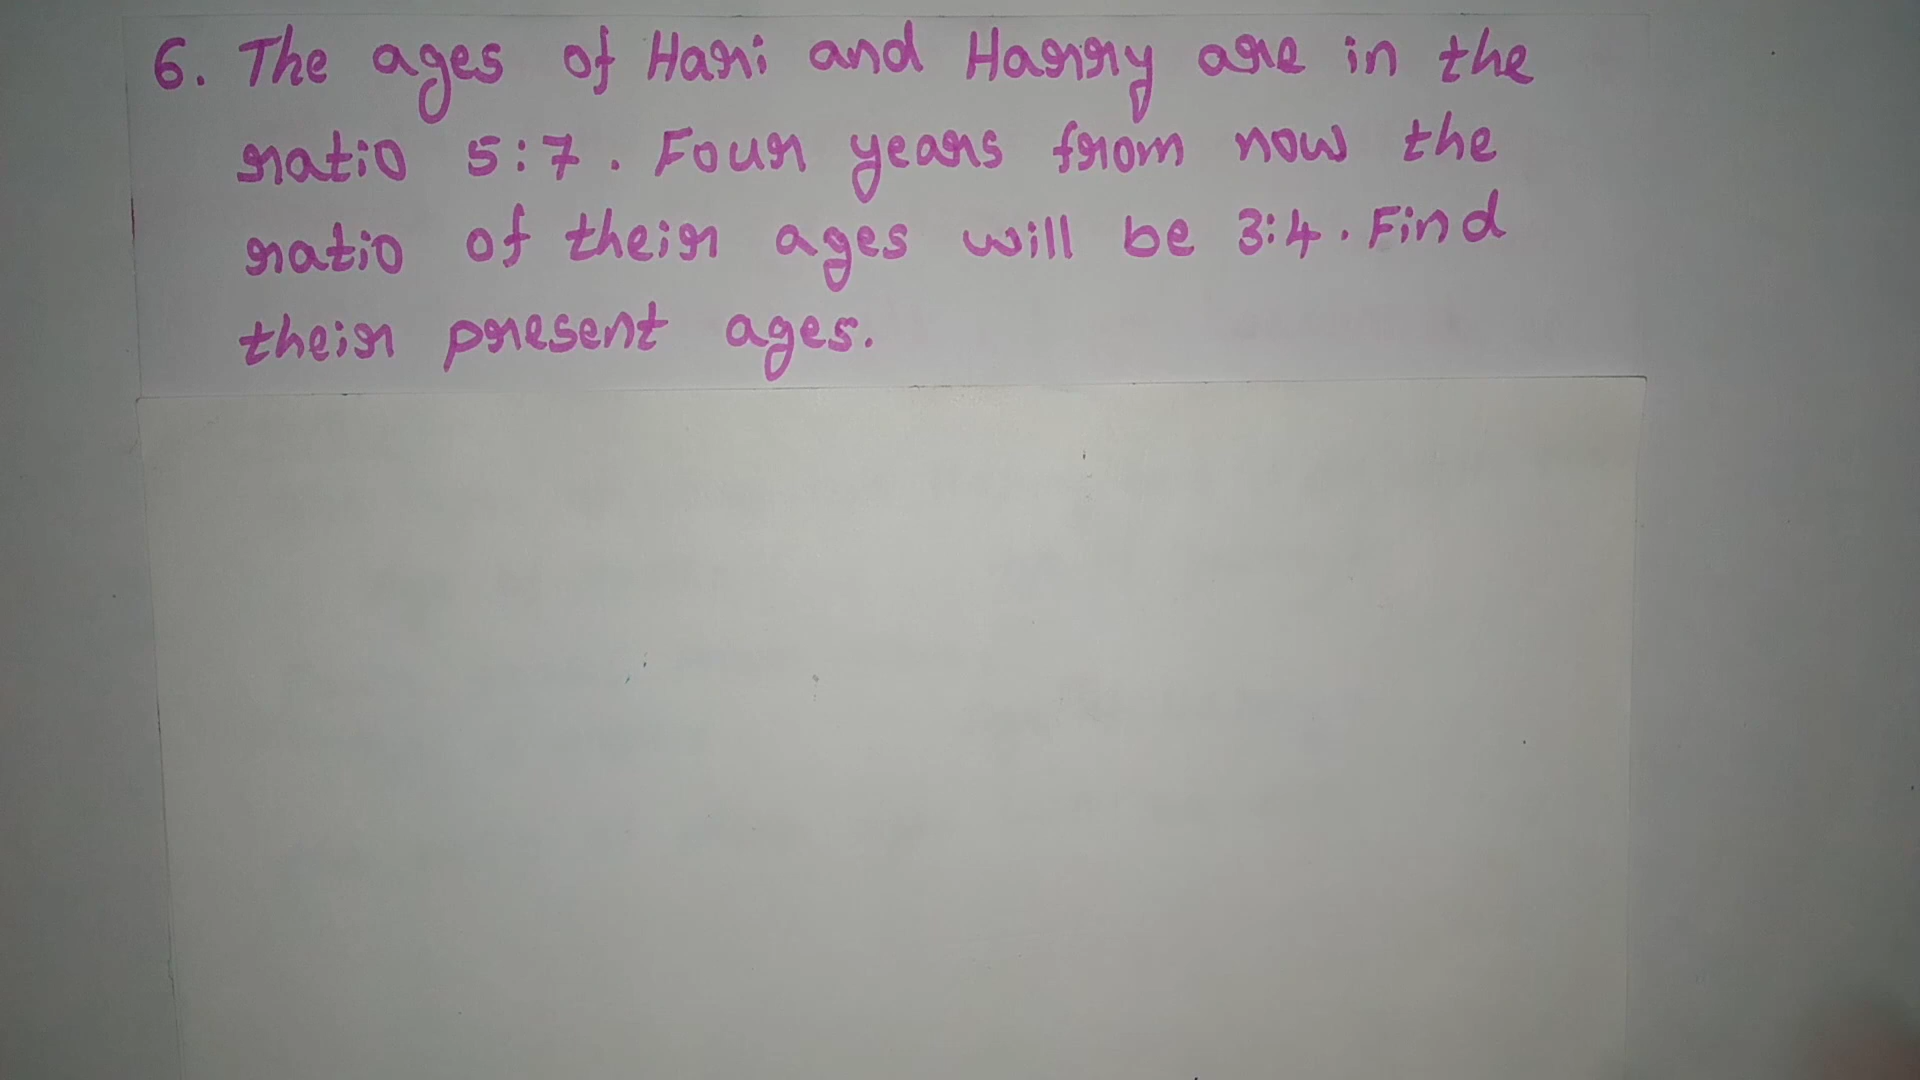 6. The ages of Hari and Harry are in the
ratio 5:7. Four years from now the
ratio of their ages will be 3:4. Find
their present ages.